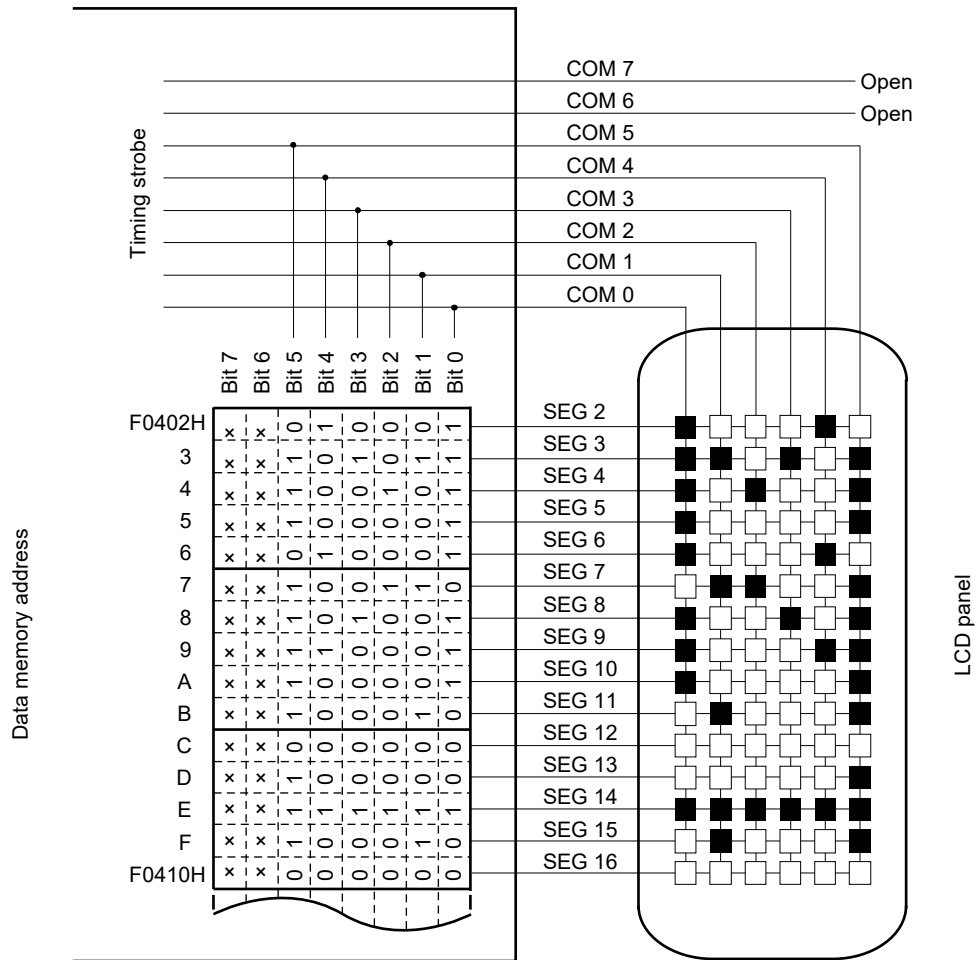 COM 7
Open
COM 6
Open
COM 5
COM 4
COM 3
COM 2
COM 1
COM 0
Timing strobe
Bit 7 Bit 6 Bit 5 Bit 4 Bit 3 Bit 2 Bit 1 Bit 0
F0402H × × 0 1 0 0 0 1 SEG 2
3 × × 1 0 1 0 1 1 SEG 3
4 × × 1 0 0 1 0 1 SEG 4
5 × × 1 0 0 0 0 1 SEG 5
6 × × 0 1 0 0 0 1 SEG 6
7 × × 1 0 0 1 1 0 SEG 7
8 × × 1 0 1 0 0 1 SEG 8
9 × × 1 1 0 0 0 1 SEG 9
A × × 1 0 0 0 0 1 SEG 10
B × × 1 0 0 0 1 0 SEG 11
C × × 0 0 0 0 0 0 SEG 12
D × × 1 0 0 0 0 0 SEG 13
E × × 1 1 1 1 1 1 SEG 14
F × × 1 0 0 0 1 0 SEG 15
F0410H × × 0 0 0 0 0 0 SEG 16
Data memory address
LCD panel